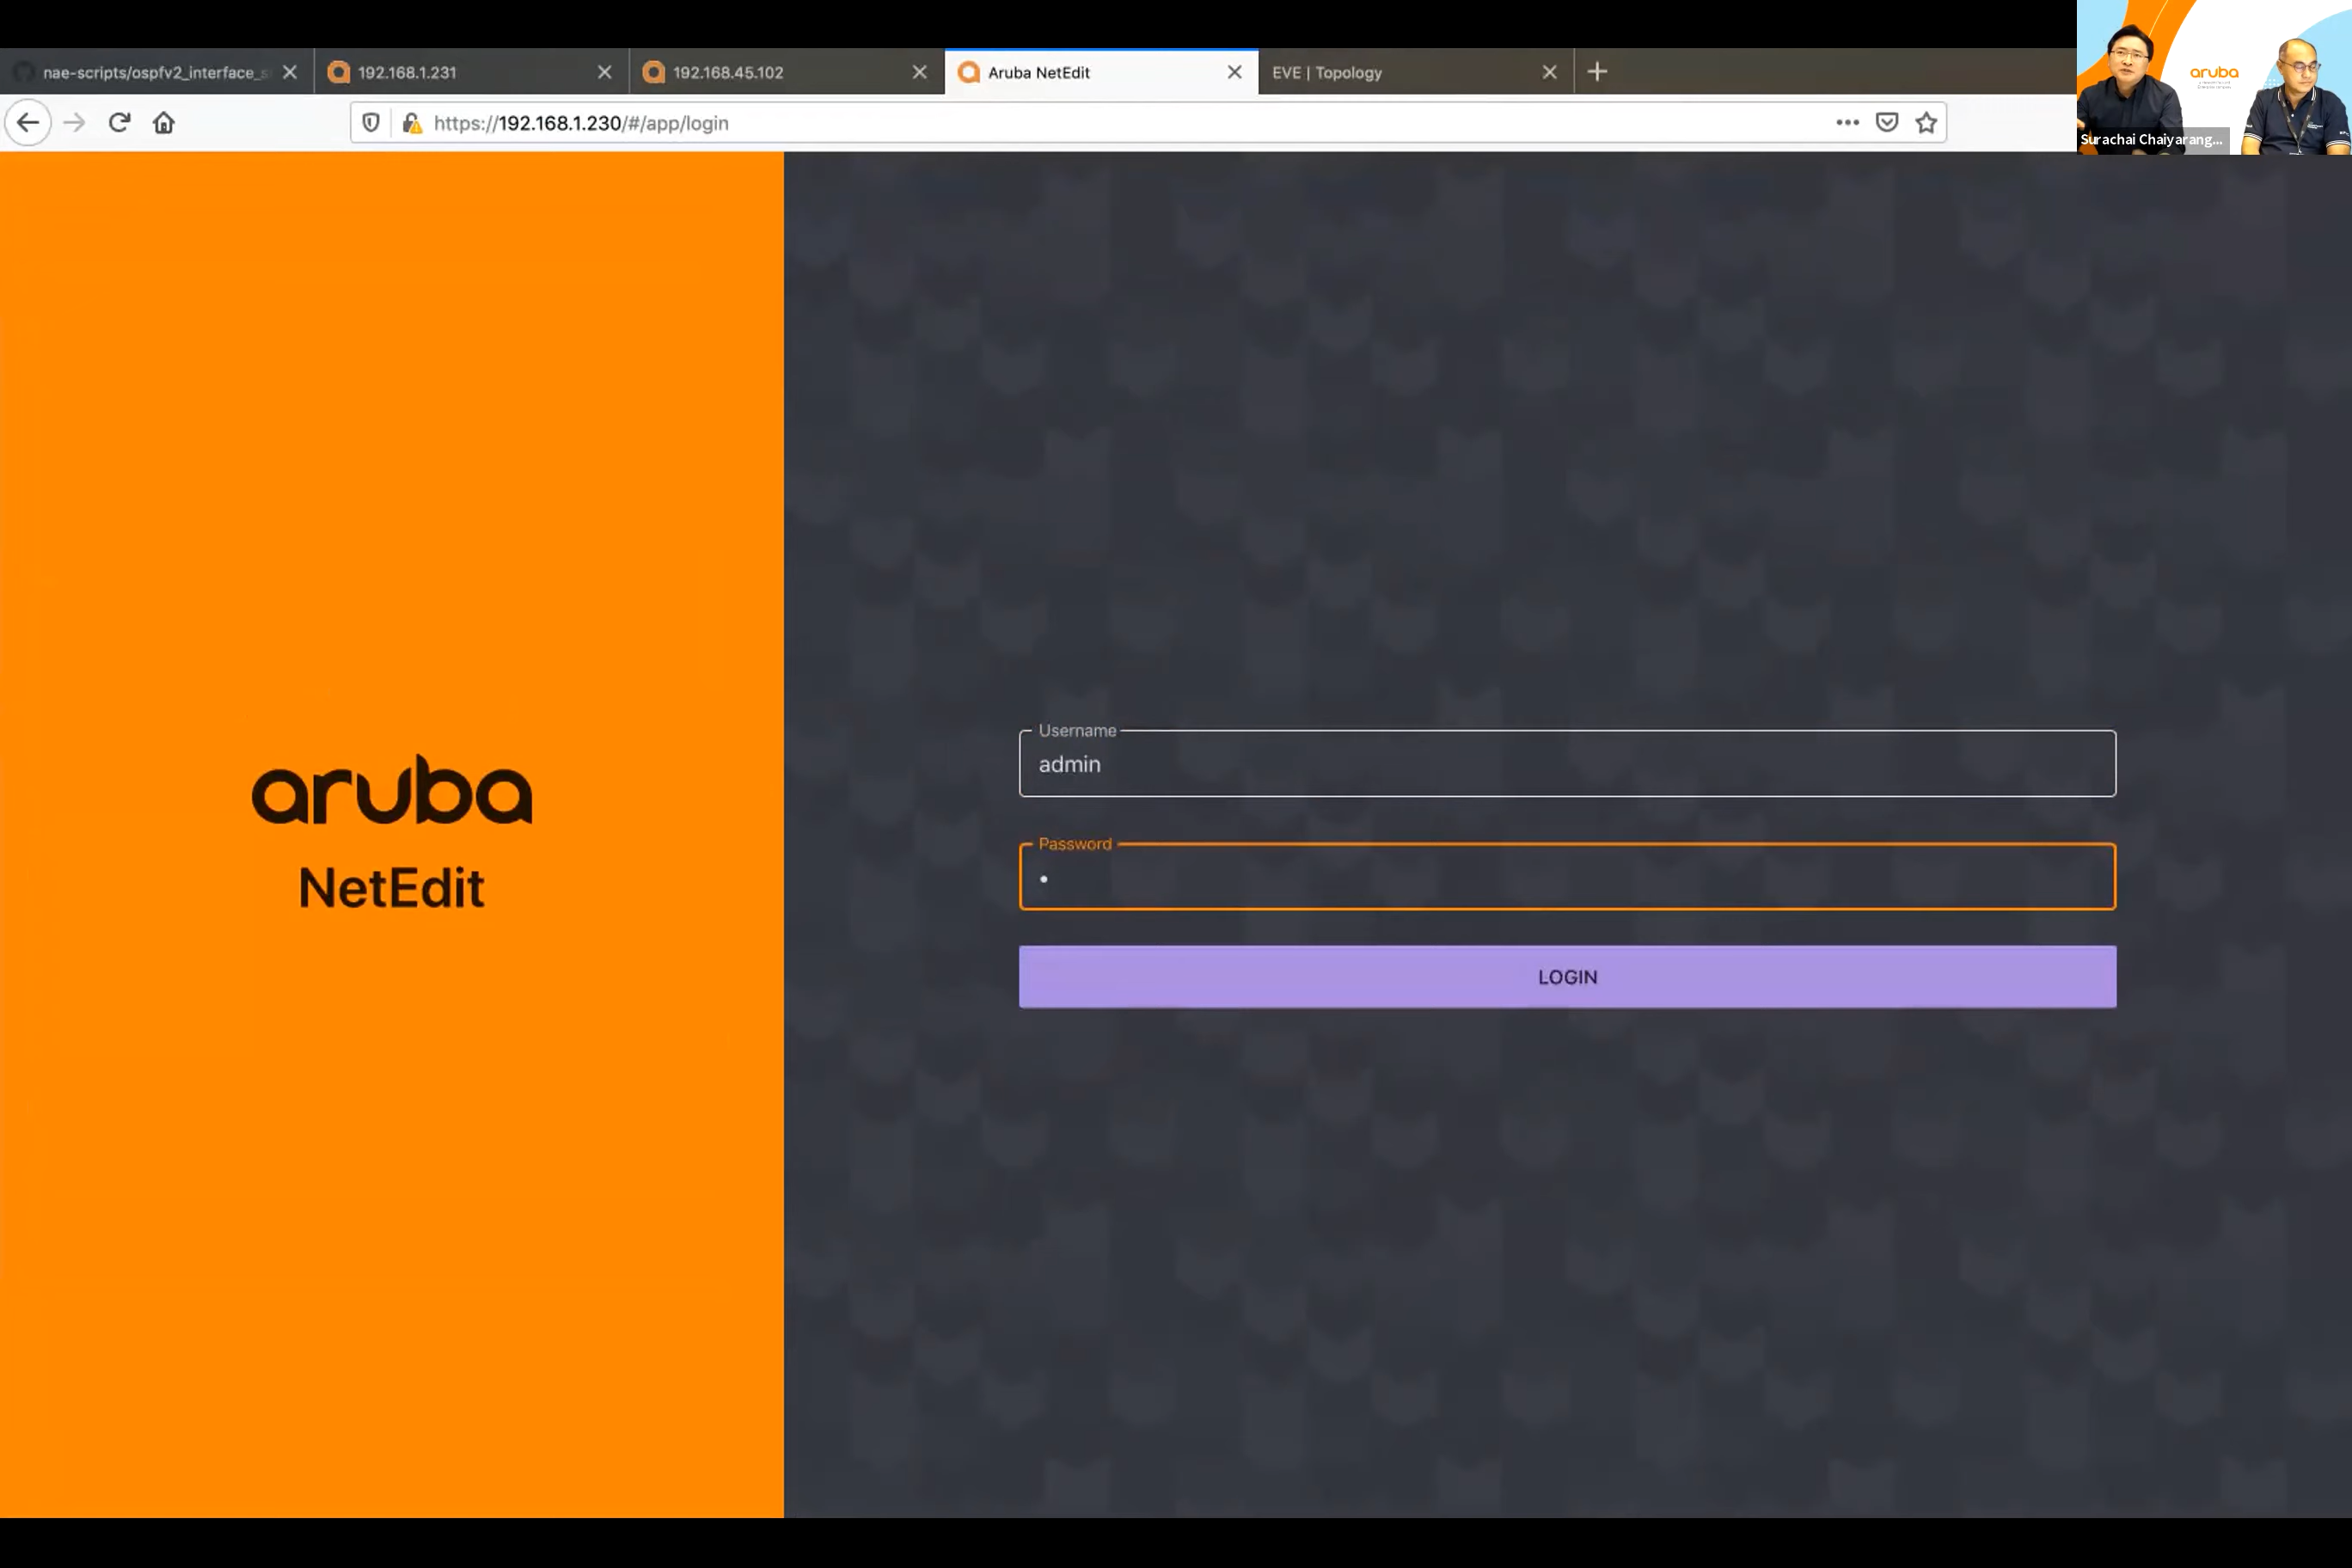 nae-scripts/ospfv2_interface_s
192.168.1.231
192.168.45.102
Aruba NetEdit
EVE | Topology
https://192.168.1.230/#/app/login
aruba
Surachai Chaiyarang...
aruba
NetEdit
Username
admin
Password
LOGIN